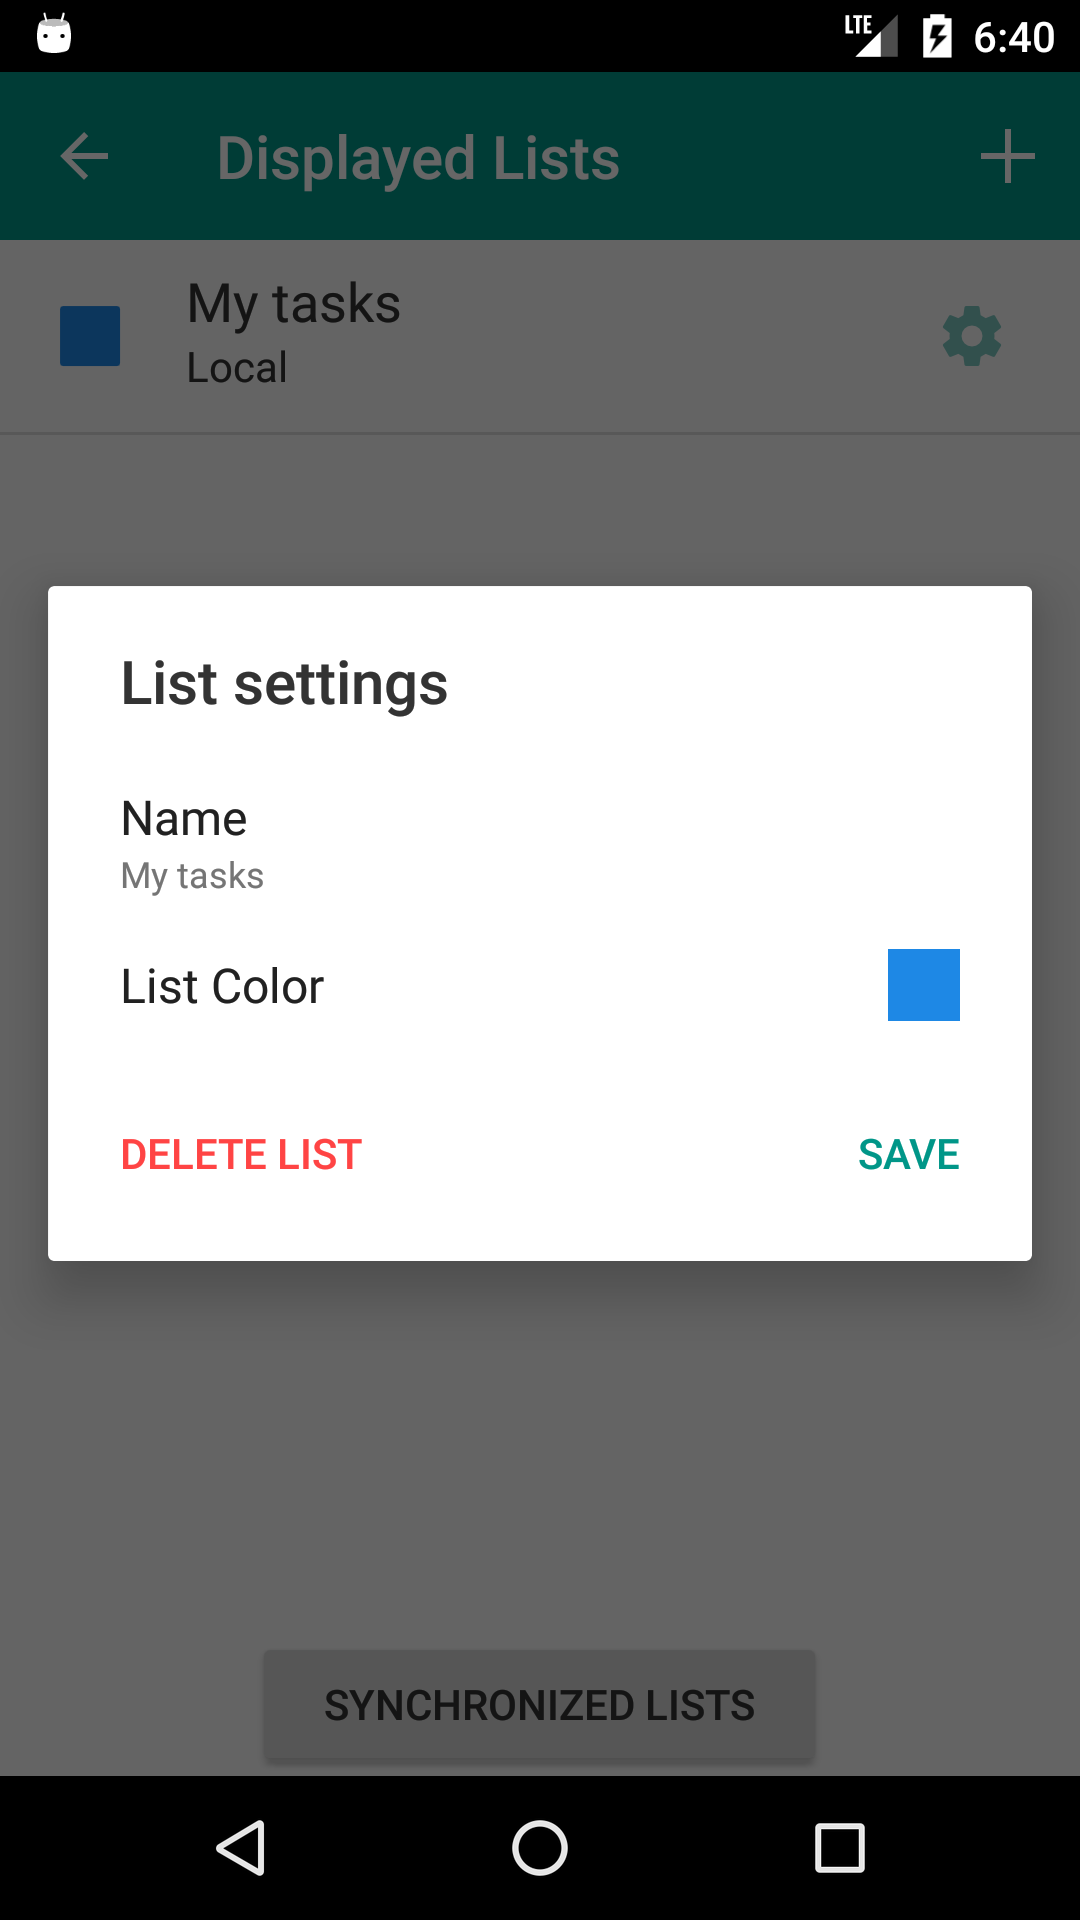 LTE 6:40
Displayed Lists
My tasks
Local
List settings
Name
My tasks
List Color
DELETE LIST SAVE
SYNCHRONIZED LISTS